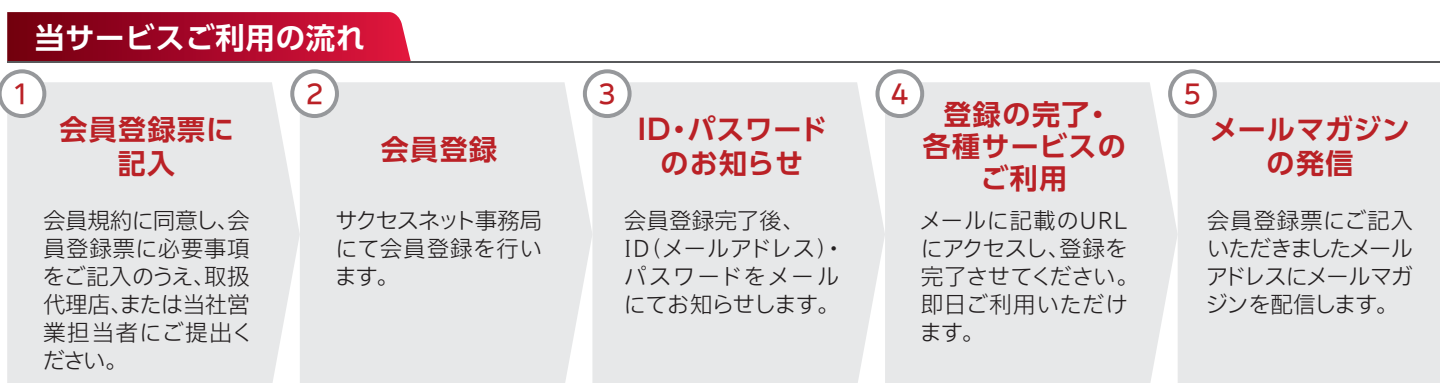 当サービスご利用の流れ
1
会員登録票に
記入
会員規約に同意し、会
員登録票に必要事項
をご記入のうえ、取扱
代理店、または当社営
業担当者にご提出く
ださい。
2
会員登録
サクセスネット事務局
にて会員登録を行い
ます。
3
ID・パスワード
のお知らせ
会員登録完了後、
ID(メールアドレス)・
パスワードをメール
にてお知らせします。
4
登録の完了・
各種サービスの
ご利用
メールに記載のURL
にアクセスし、登録を
完了させてください。
即日ご利用いただけ
ます。
5
メールマガジン
の発信
会員登録票にご記入
いただきましたメール
アドレスにメールマガ
ジンを配信します。